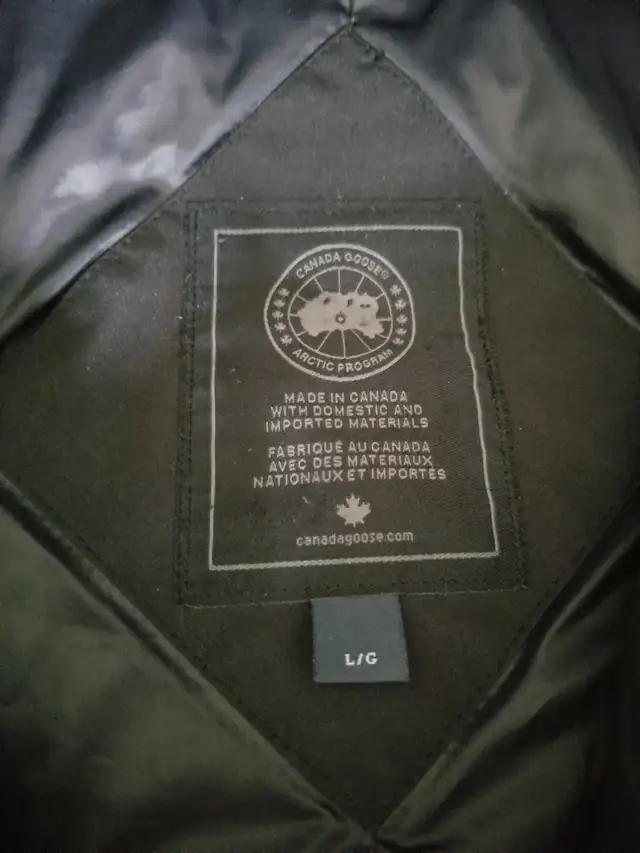 CANADA GOOSE®
ARCTIC PROGRAM
MADE IN CANADA
WITH DOMESTIC AND
IMPORTED MATERIALS
FABRIQUÉ AU CANADA
AVEC DES MATERIAUX
NATIONAUX ET IMPORTÉS
canadagoose.com
L/G